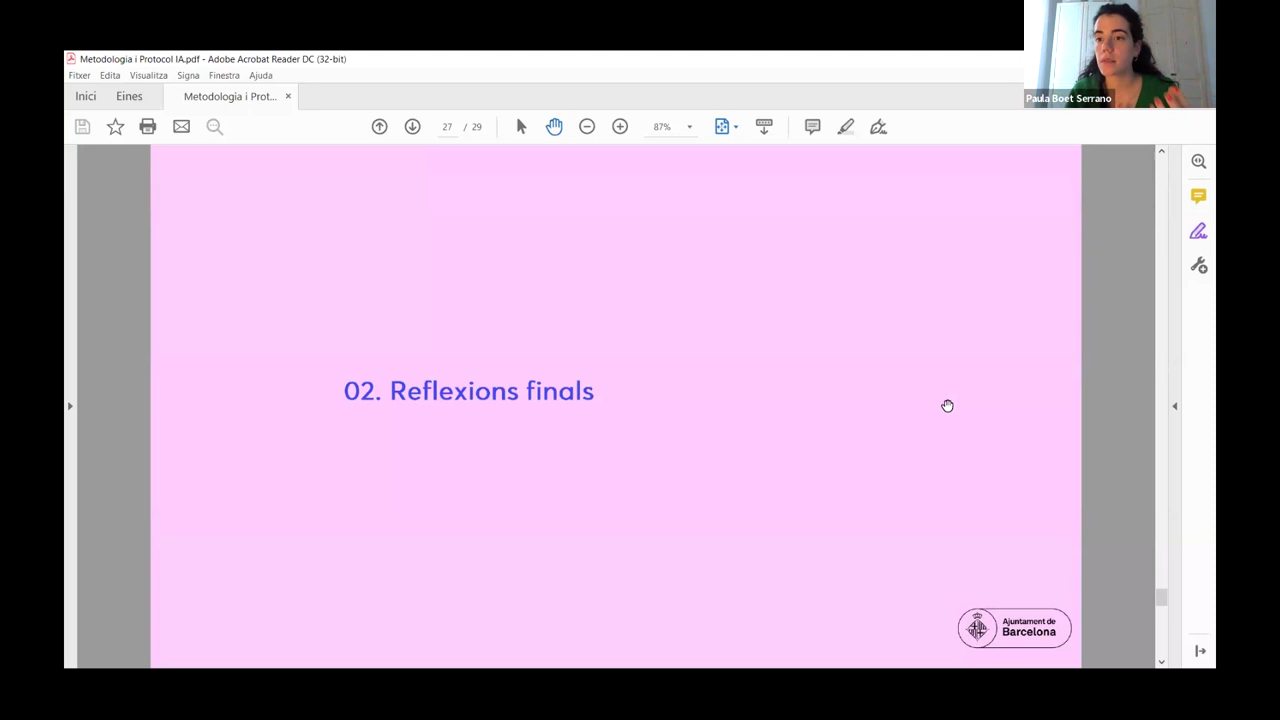 Metodologia i Protocol IA.pdf - Adobe Acrobat Reader DC (32-bit)
Fitxer Edita Visualitza Signa Finestra Ajuda
Inici Eines Metodologia i Prot... ×
27 / 29 87%
Paula Boet Serrano
02. Reflexions finals
Ajuntament de
Barcelona